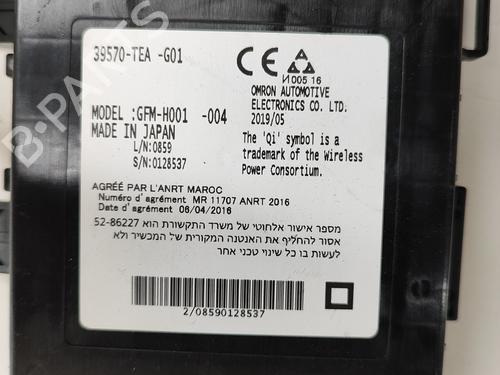 39570-TEA -G01
CE
И 005 16
OMRON AUTOMOTIVE
ELECTRONICS CO. LTD.
2019/05
MODEL :GFM-H001 -004
MADE IN JAPAN
L/N:0859
S/N:0128537
The 'Qi' symbol is a
trademark of the Wireless
Power Consortium.
AGRÉÉ PAR L'ANRT MAROC
Numéro d'agrément MR 11707 ANRT 2016
Date d'agrément 06/04/2016
מספר אישור אלחוטי של משרד התקשורת הוא 52-86227
אסור להחליף את האנטנה המקורית של המכשיר ולא
לעשות בו כל שינוי טכני אחר
2/08590128537
B-PARTS